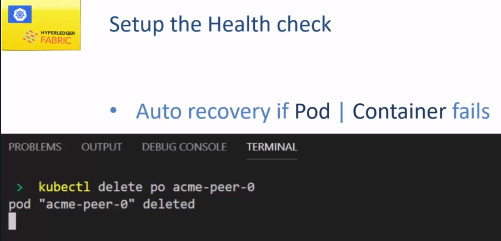 HYPERLEDGER
FABRIC
Setup the Health check
• Auto recovery if Pod | Container fails
PROBLEMS OUTPUT DEBUG CONSOLE TERMINAL
> kubectl delete po acme-peer-0
pod "acme-peer-0" deleted